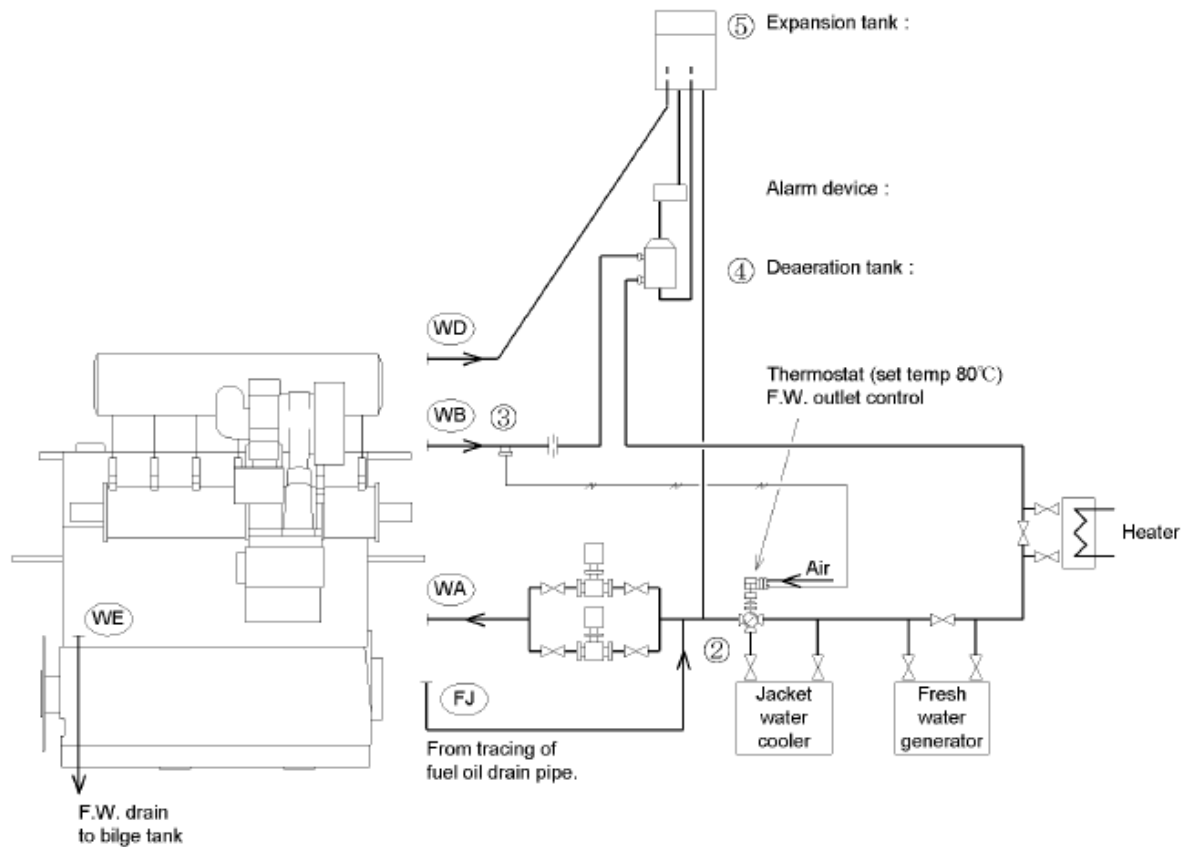 ⑤ Expansion tank :
Alarm device :
④ Deaeration tank :
WD
Thermostat (set temp 80℃)
F.W. outlet control
WB
③
Heater
Air
WA
WE
②
FJ
Jacket
water
cooler
Fresh
water
generator
From tracing of
fuel oil drain pipe.
F.W. drain
to bilge tank